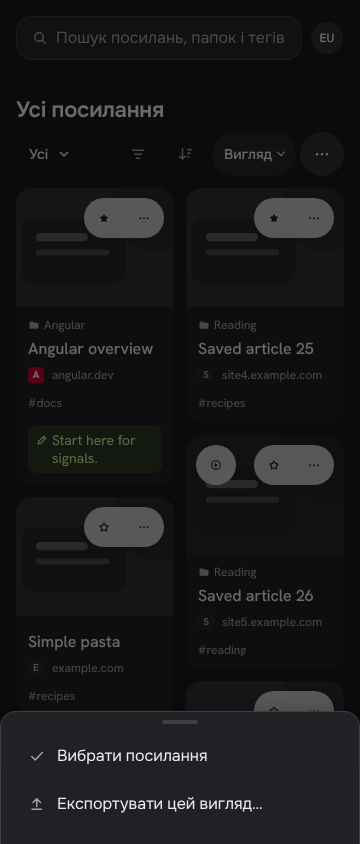 Пошук посилань, папок і тегів
EU
Усі посилання
Усі
Вигляд
Angular
Angular overview
A angular.dev
#docs
Start here for
signals.
Reading
Saved article 25
S site4.example.com
#recipes
Reading
Saved article 26
S site5.example.com
#reading
Simple pasta
E example.com
#recipes
Вибрати посилання
Експортувати цей вигляд...